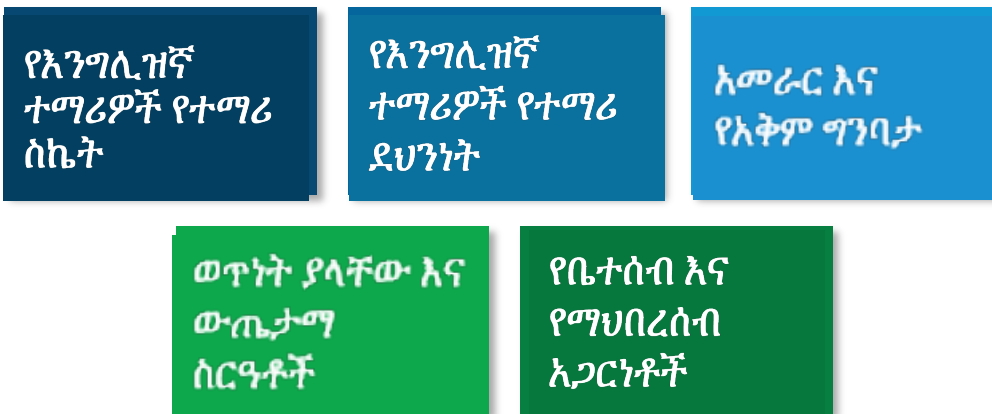 የእንግሊዝኛ
ተማሪዎች የተማሪ
ስኬት
የእንግሊዝኛ
ተማሪዎች የተማሪ
ደህንነት
አመራር እና
የአቅም ግንባታ
ወጥነት ያላቸው እና
ውጤታማ
ስርዓቶች
የቤተሰብ እና
የማህበረሰብ
አጋርነቶች